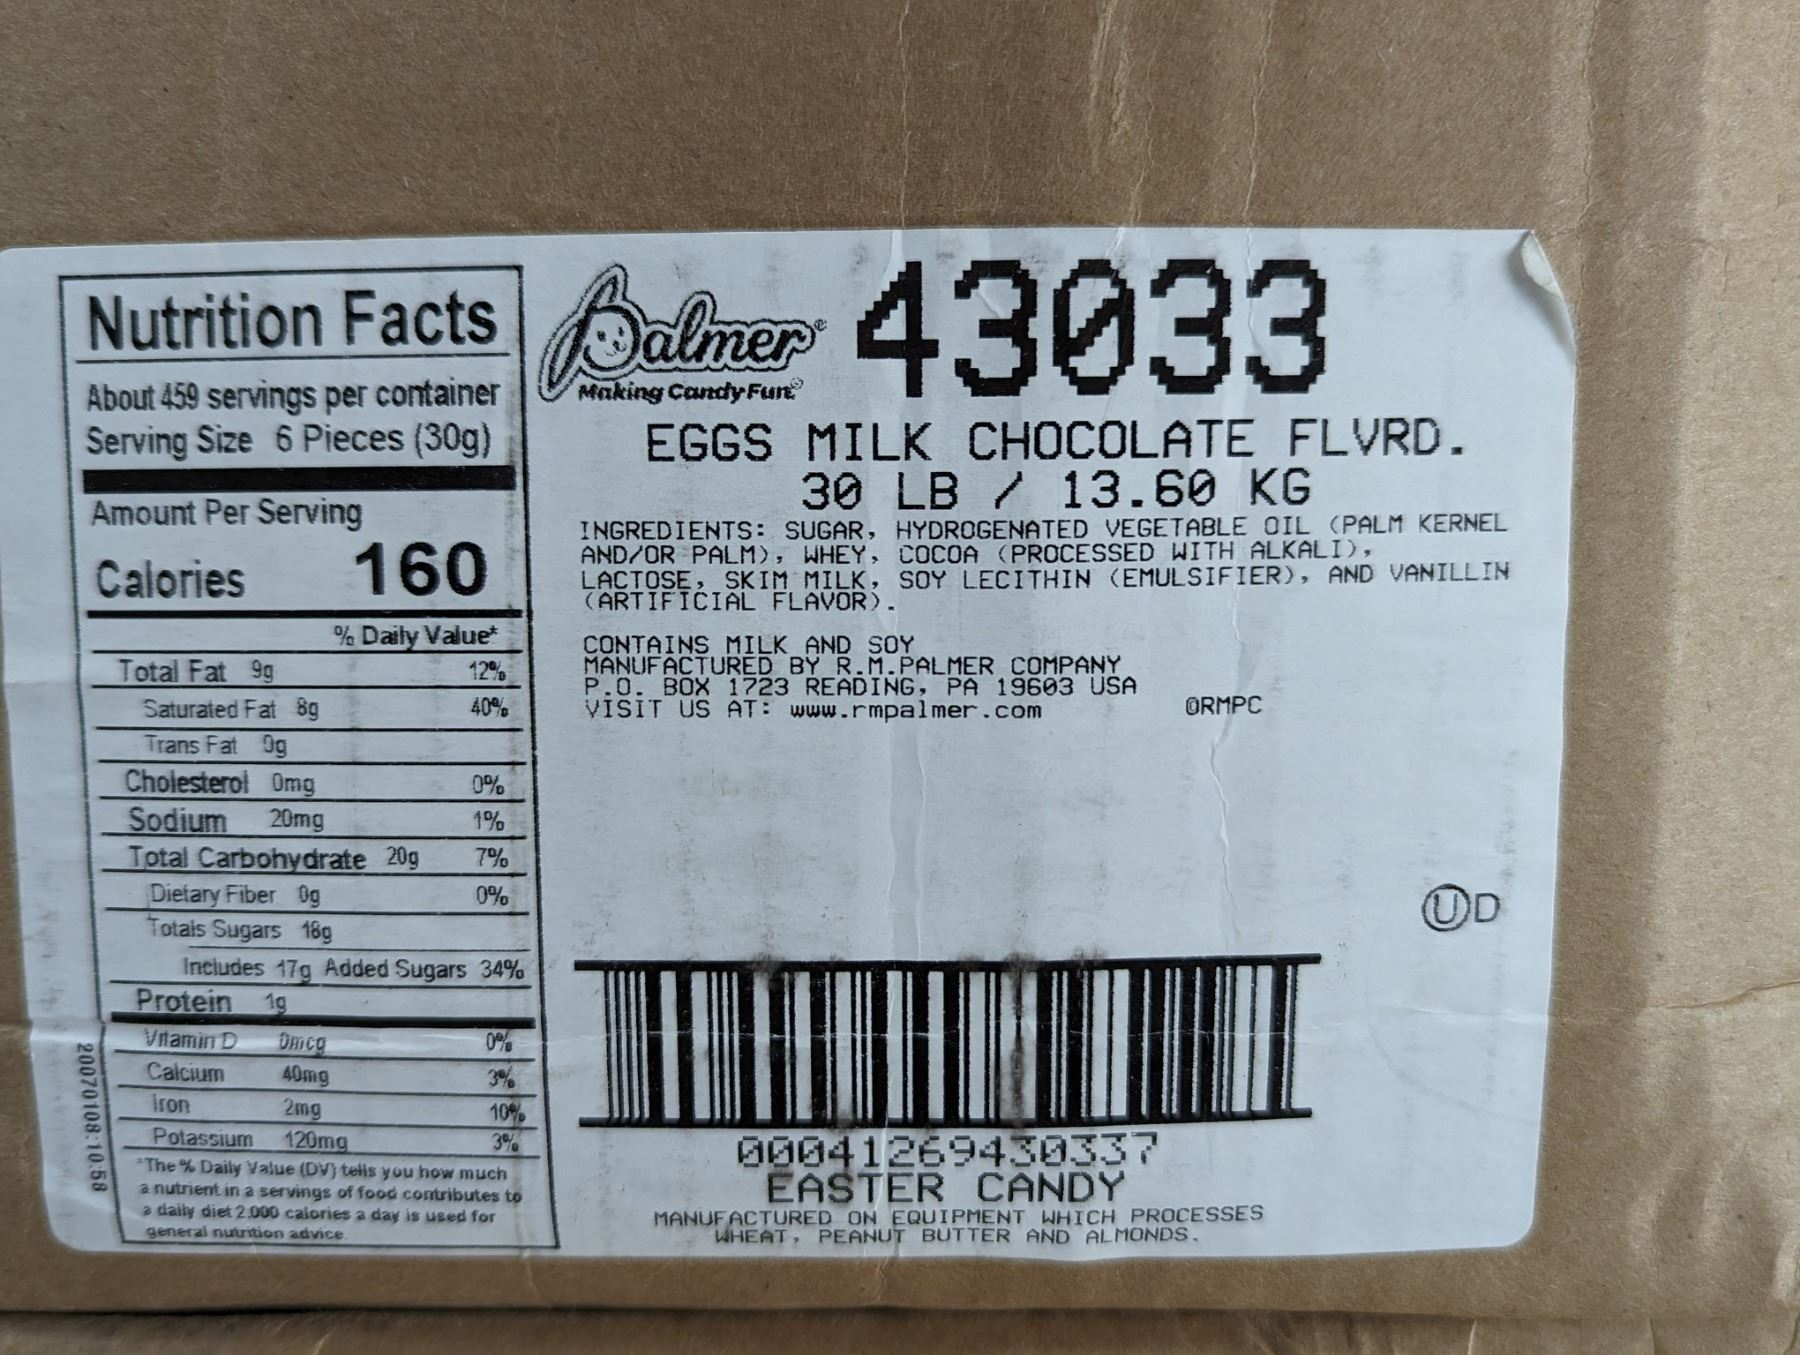 Nutrition Facts
About 459 servings per container
Serving Size 6 Pieces (30g)
Amount Per Serving
Calories 160
% Daily Value*
Total Fat 9g 12%
Saturated Fat 8g 40%
Trans Fat 0g
Cholesterol 0mg 0%
Sodium 20mg 1%
Total Carbohydrate 20g 7%
Dietary Fiber 0g 0%
Totals Sugars 18g
Includes 17g Added Sugars 34%
Protein 1g
Vitamin D 0mcg 0%
Calcium 40mg 3%
Iron 2mg 10%
Potassium 120mg 3%
*The % Daily Value (DV) tells you how much
a nutrient in a servings of food contributes to
a daily diet 2,000 calories a day is used for
general nutrition advice.
20070108:10:58
Palmer®
Making Candy Fun®
43033
EGGS MILK CHOCOLATE FLVRD.
30 LB / 13.60 KG
INGREDIENTS: SUGAR, HYDROGENATED VEGETABLE OIL (PALM KERNEL
AND/OR PALM), WHEY, COCOA (PROCESSED WITH ALKALI),
LACTOSE, SKIM MILK, SOY LECITHIN (EMULSIFIER), AND VANILLIN
(ARTIFICIAL FLAVOR).
CONTAINS MILK AND SOY
MANUFACTURED BY R.M.PALMER COMPANY
P.O. BOX 1723 READING, PA 19603 USA
VISIT US AT: www.rmpalmer.com ©RMPC
ⓊD
00041269430337
EASTER CANDY
MANUFACTURED ON EQUIPMENT WHICH PROCESSES
WHEAT, PEANUT BUTTER AND ALMONDS.